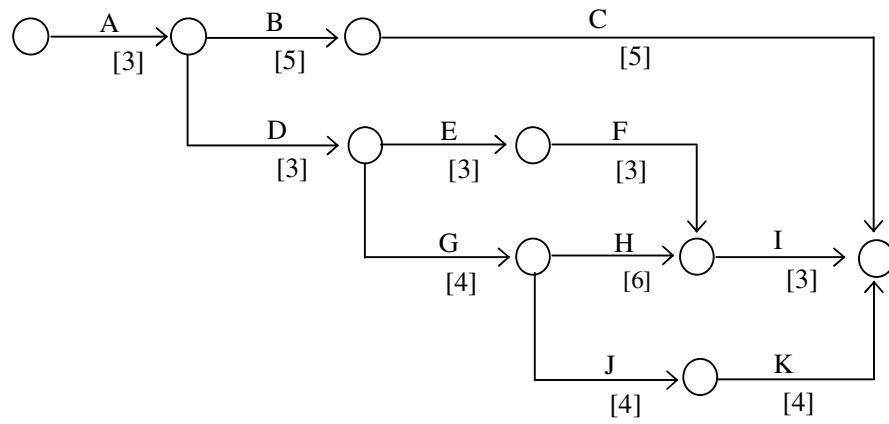 A B C
[3] [5] [5]
D E F
[3] [3] [3]
G H I
[4] [6] [3]
J K
[4] [4]